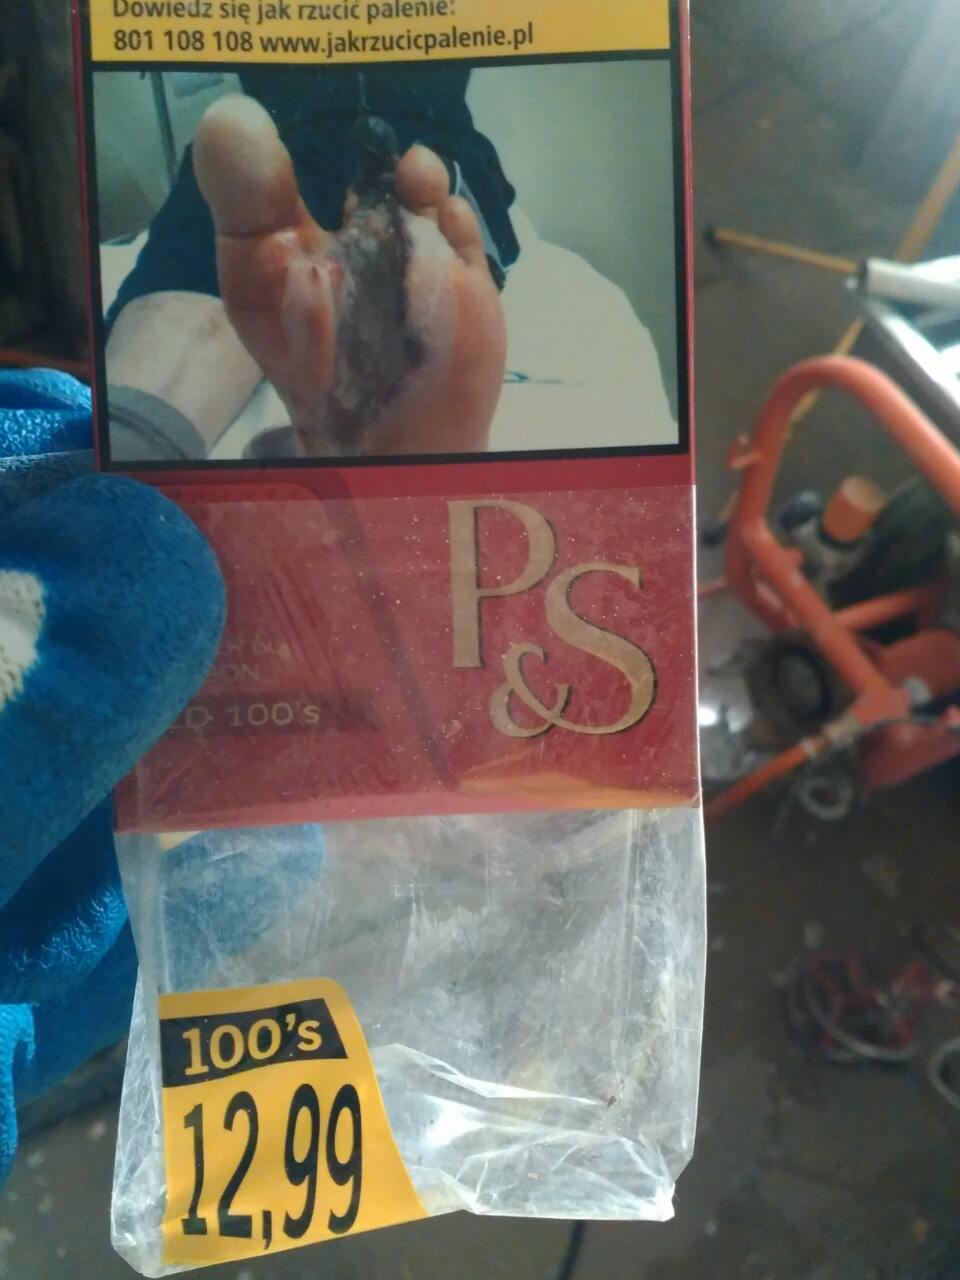 Dowiedz się jak rzucić palenie:
801 108 108 www.jakrzucicpalenie.pl
P&S
100's
100's
12,99